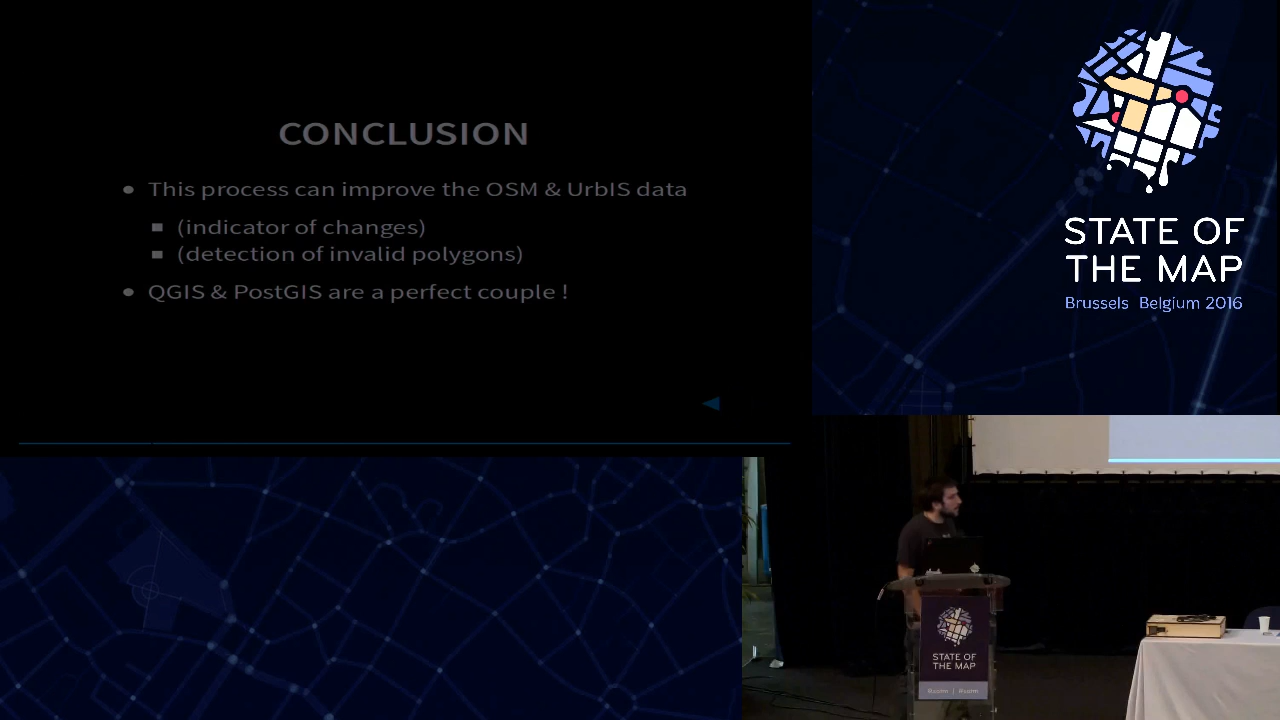 CONCLUSION
This process can improve the OSM & UrbIS data
(indicator of changes)
(detection of invalid polygons)
QGIS & PostGIS are a perfect couple !
STATE OF
THE MAP
Brussels Belgium 2016
STATE OF
THE MAP